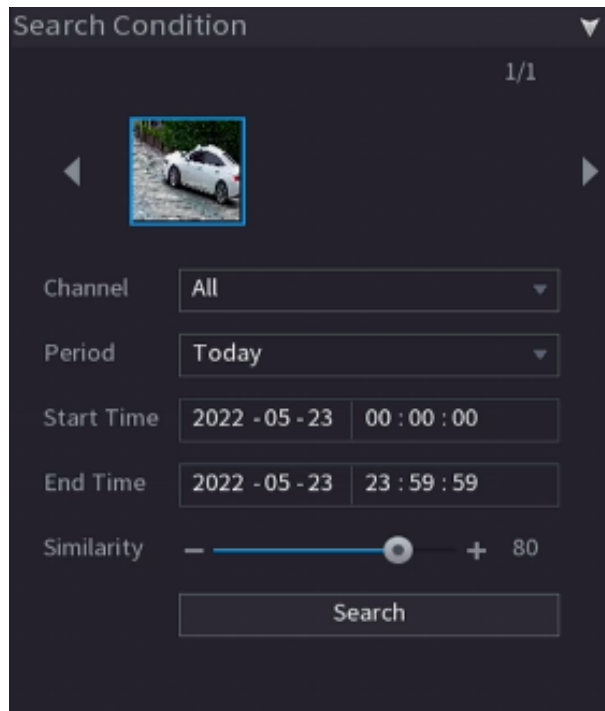 Search Condition
1/1
Channel All
Period Today
Start Time 2022 - 05 - 23 00 : 00 : 00
End Time 2022 - 05 - 23 23 : 59 : 59
Similarity − + 80
Search